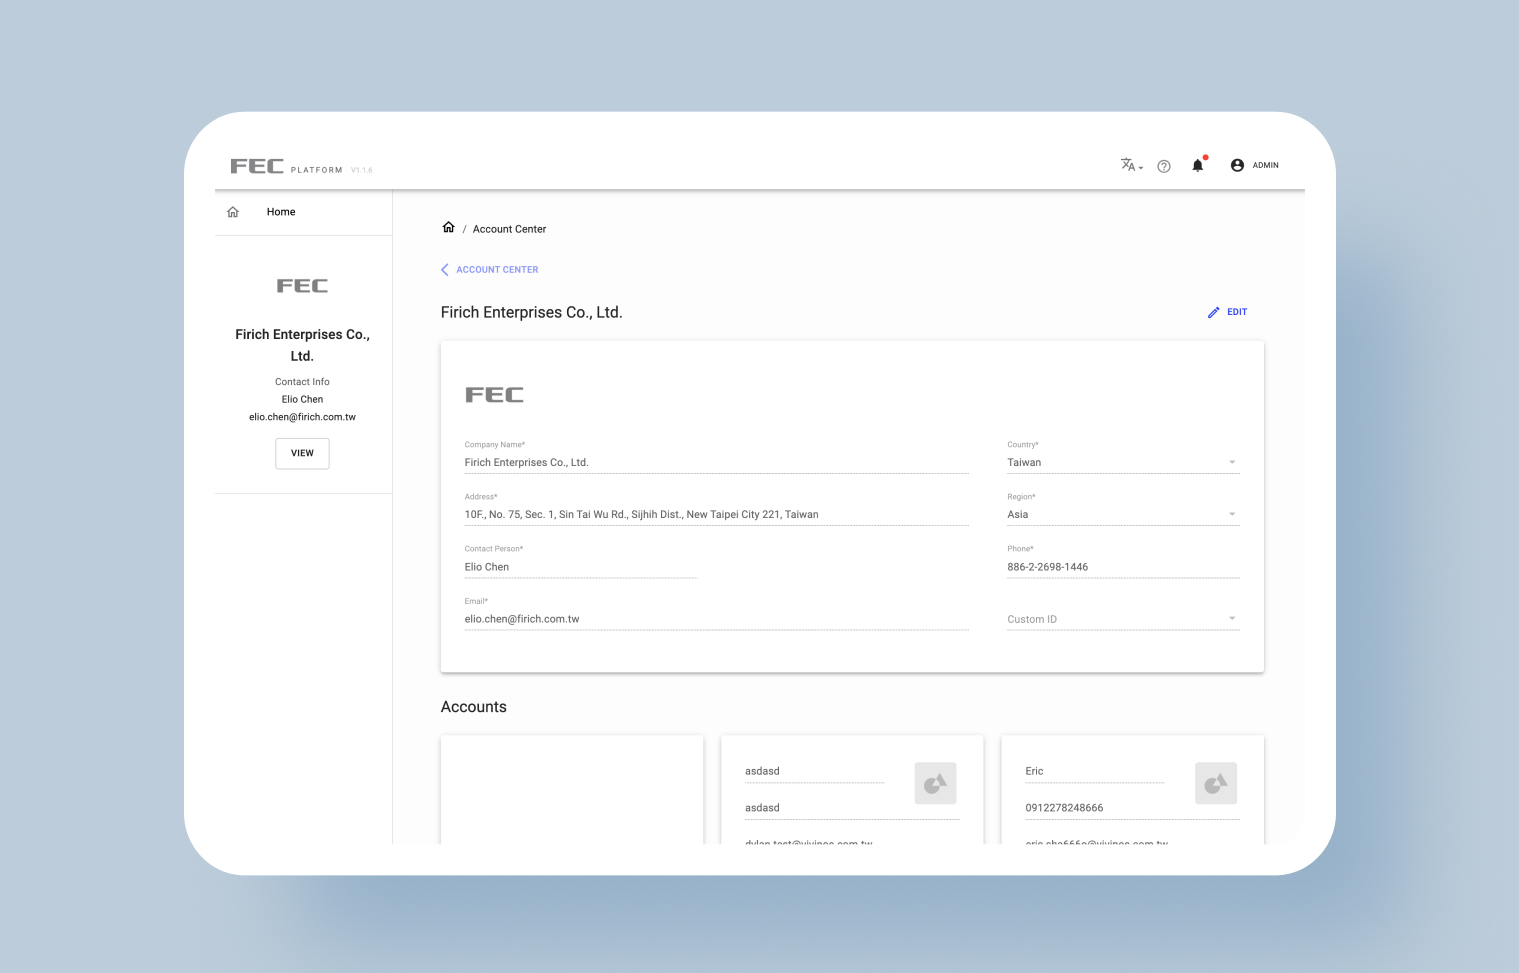 FEC PLATFORM V1.1.6
ADMIN
Home
/ Account Center
ACCOUNT CENTER
FEC
Firich Enterprises Co.,
Ltd.
Contact Info
Elio Chen
elio.chen@firich.com.tw
VIEW
Firich Enterprises Co., Ltd.
EDIT
FEC
Company Name*
Firich Enterprises Co., Ltd.
Country*
Taiwan
Address*
10F., No. 75, Sec. 1, Sin Tai Wu Rd., Sijhih Dist., New Taipei City 221, Taiwan
Region*
Asia
Contact Person*
Elio Chen
Phone*
886-2-2698-1446
Email*
elio.chen@firich.com.tw
Custom ID
Accounts
asdasd
asdasd
Eric
0912278248666